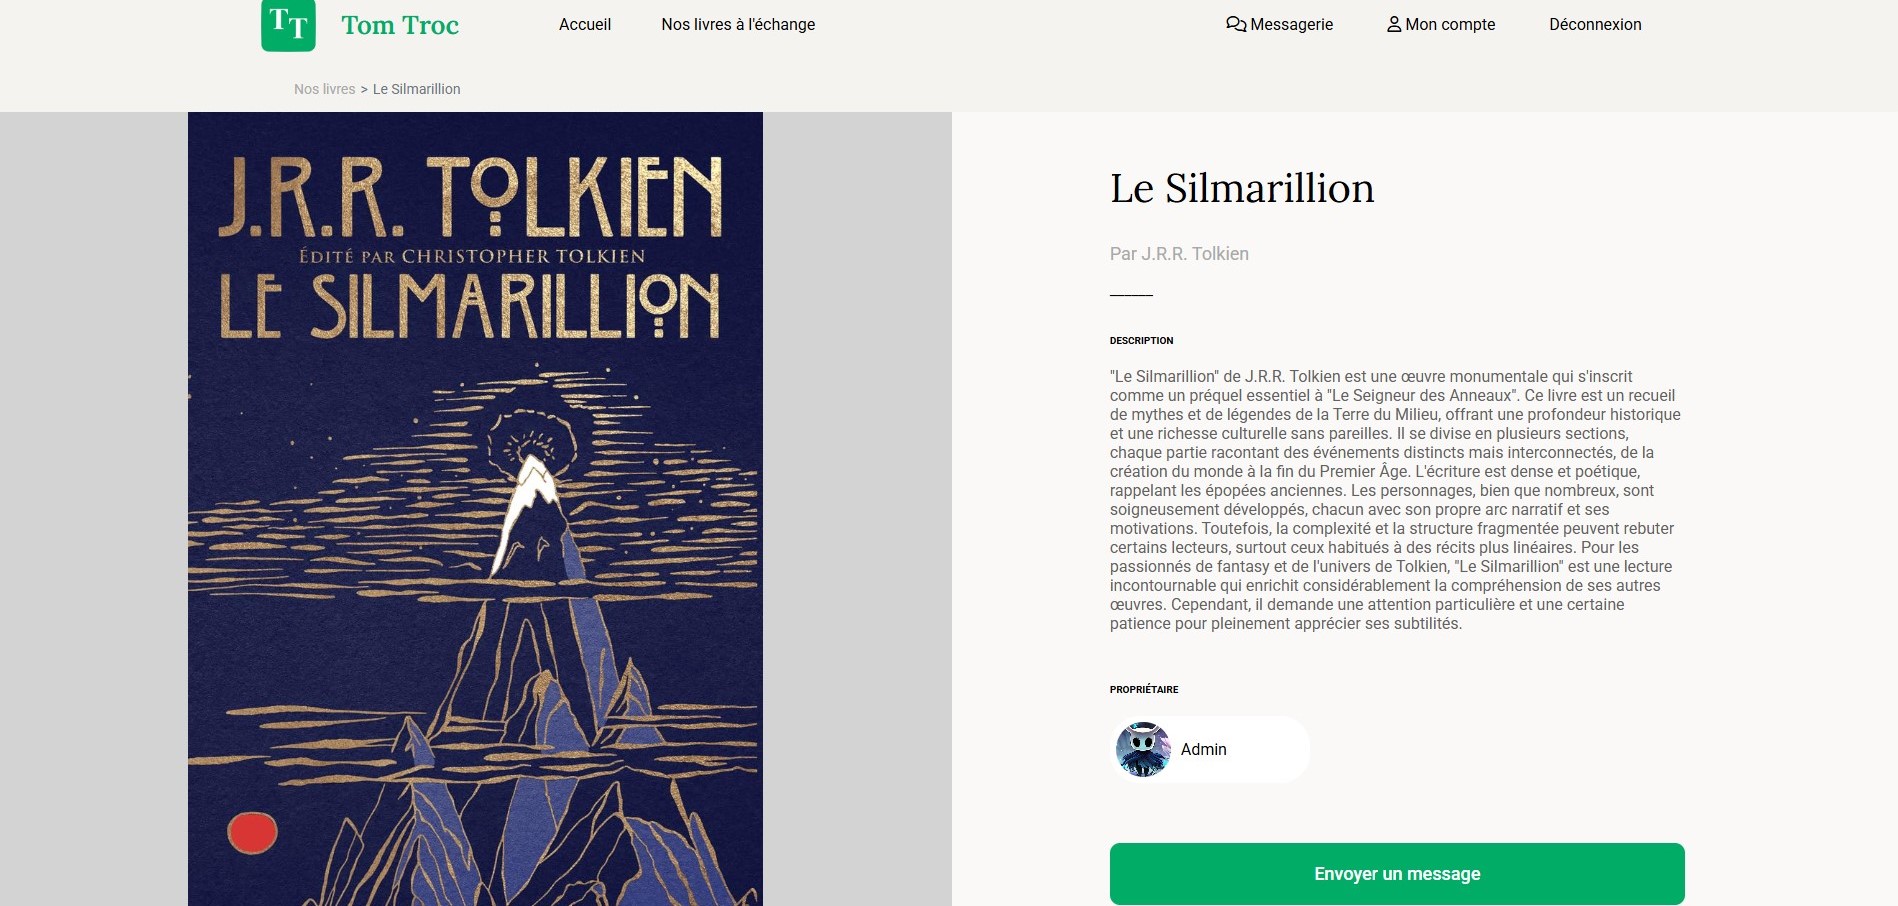 TT
Tom Troc
Accueil
Nos livres à l'échange
Messagerie
Mon compte
Déconnexion
Nos livres > Le Silmarillion
J.R.R. TOLKIEN
ÉDITÉ PAR CHRISTOPHER TOLKIEN
LE SILMARILLION
Le Silmarillion
Par J.R.R. Tolkien
DESCRIPTION
"Le Silmarillion" de J.R.R. Tolkien est une œuvre monumentale qui s'inscrit
comme un préquel essentiel à "Le Seigneur des Anneaux". Ce livre est un recueil
de mythes et de légendes de la Terre du Milieu, offrant une profondeur historique
et une richesse culturelle sans pareilles. Il se divise en plusieurs sections,
chaque partie racontant des événements distincts mais interconnectés, de la
création du monde à la fin du Premier Âge. L'écriture est dense et poétique,
rappelant les épopées anciennes. Les personnages, bien que nombreux, sont
soigneusement développés, chacun avec son propre arc narratif et ses
motivations. Toutefois, la complexité et la structure fragmentée peuvent rebuter
certains lecteurs, surtout ceux habitués à des récits plus linéaires. Pour les
passionnés de fantasy et de l'univers de Tolkien, "Le Silmarillion" est une lecture
incontournable qui enrichit considérablement la compréhension de ses autres
œuvres. Cependant, il demande une attention particulière et une certaine
patience pour pleinement apprécier ses subtilités.
PROPRIÉTAIRE
Admin
Envoyer un message